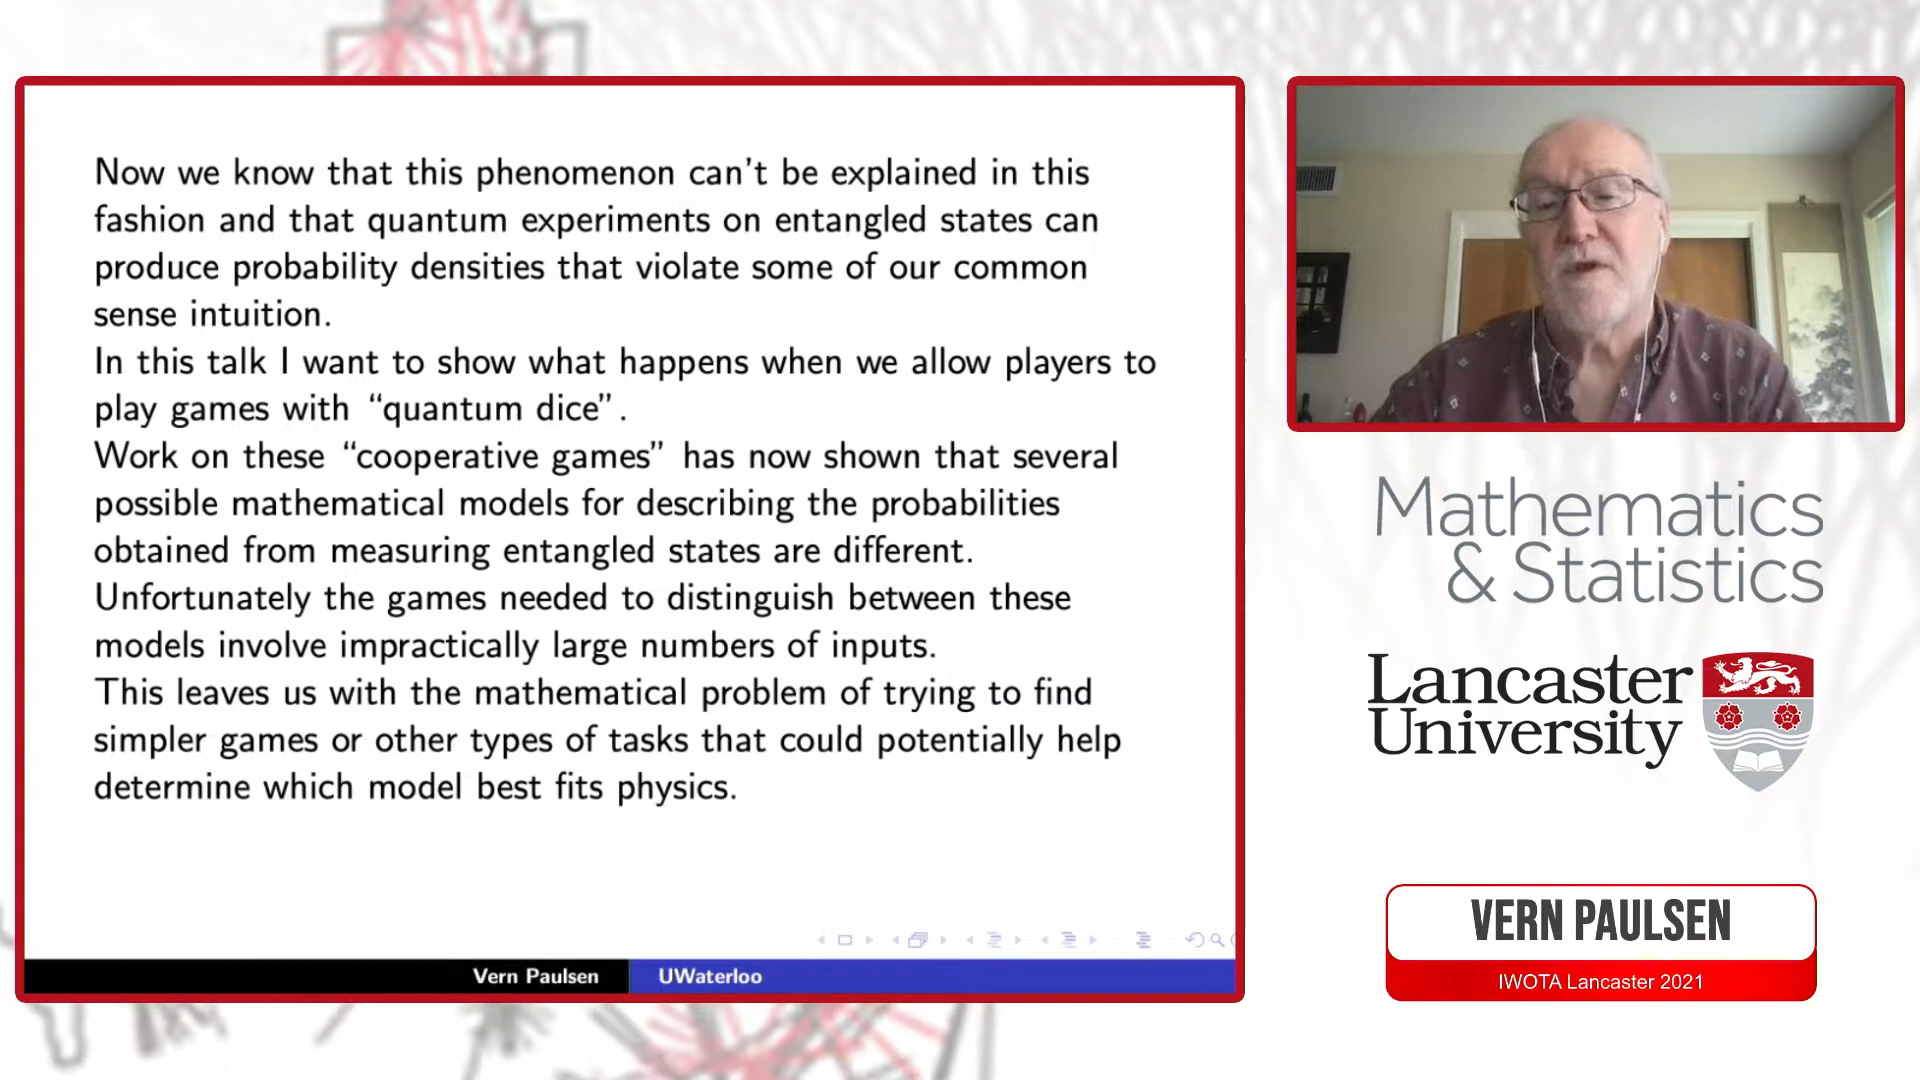 Now we know that this phenomenon can't be explained in this
fashion and that quantum experiments on entangled states can
produce probability densities that violate some of our common
sense intuition.
In this talk I want to show what happens when we allow players to
play games with “quantum dice”.
Work on these “cooperative games” has now shown that several
possible mathematical models for describing the probabilities
obtained from measuring entangled states are different.
Unfortunately the games needed to distinguish between these
models involve impractically large numbers of inputs.
This leaves us with the mathematical problem of trying to find
simpler games or other types of tasks that could potentially help
determine which model best fits physics.
Vern Paulsen
UWaterloo
Mathematics
& Statistics
Lancaster
University
VERN PAULSEN
IWOTA Lancaster 2021